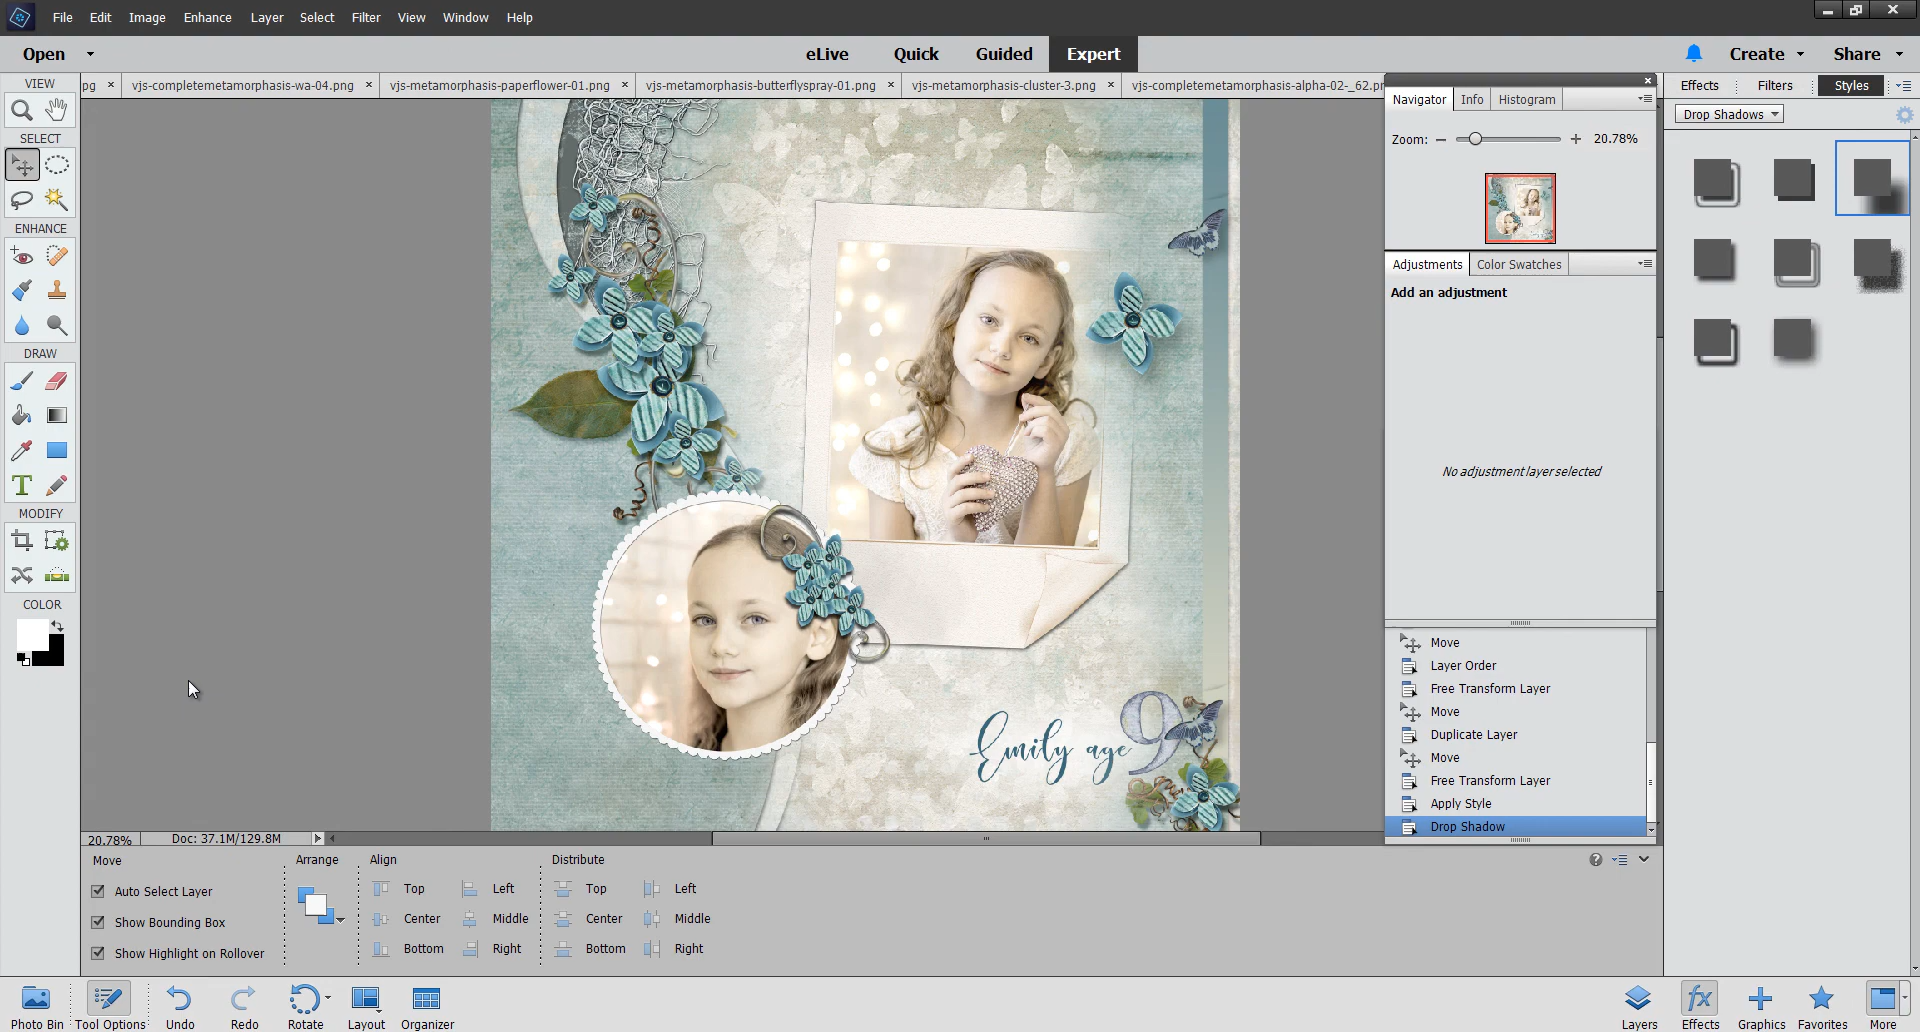 File Edit Image Enhance Layer Select Filter View Window Help
Open eLive Quick Guided Expert Create Share
VIEW
pg × vjs-completemetamorphasis-wa-04.png × vjs-metamorphasis-paperflower-01.png × vjs-metamorphasis-butterflyspray-01.png × vjs-metamorphasis-cluster-3.png × vjs-completemetamorphasis-alpha-02-_62.pn
Effects Filters Styles
Navigator Info Histogram
Drop Shadows
Zoom: 20.78%
SELECT
ENHANCE
Adjustments Color Swatches
Add an adjustment
DRAW
No adjustment layer selected
T
MODIFY
COLOR
Emily age 9
Move
Layer Order
Free Transform Layer
Move
Duplicate Layer
Move
Free Transform Layer
Apply Style
Drop Shadow
20.78% Doc: 37.1M/129.8M
Move Arrange Align Distribute
Auto Select Layer Top Left Top Left
Show Bounding Box Center Middle Center Middle
Show Highlight on Rollover Bottom Right Bottom Right
Photo Bin Tool Options Undo Redo Rotate Layout Organizer Layers fx Effects Graphics Favorites More